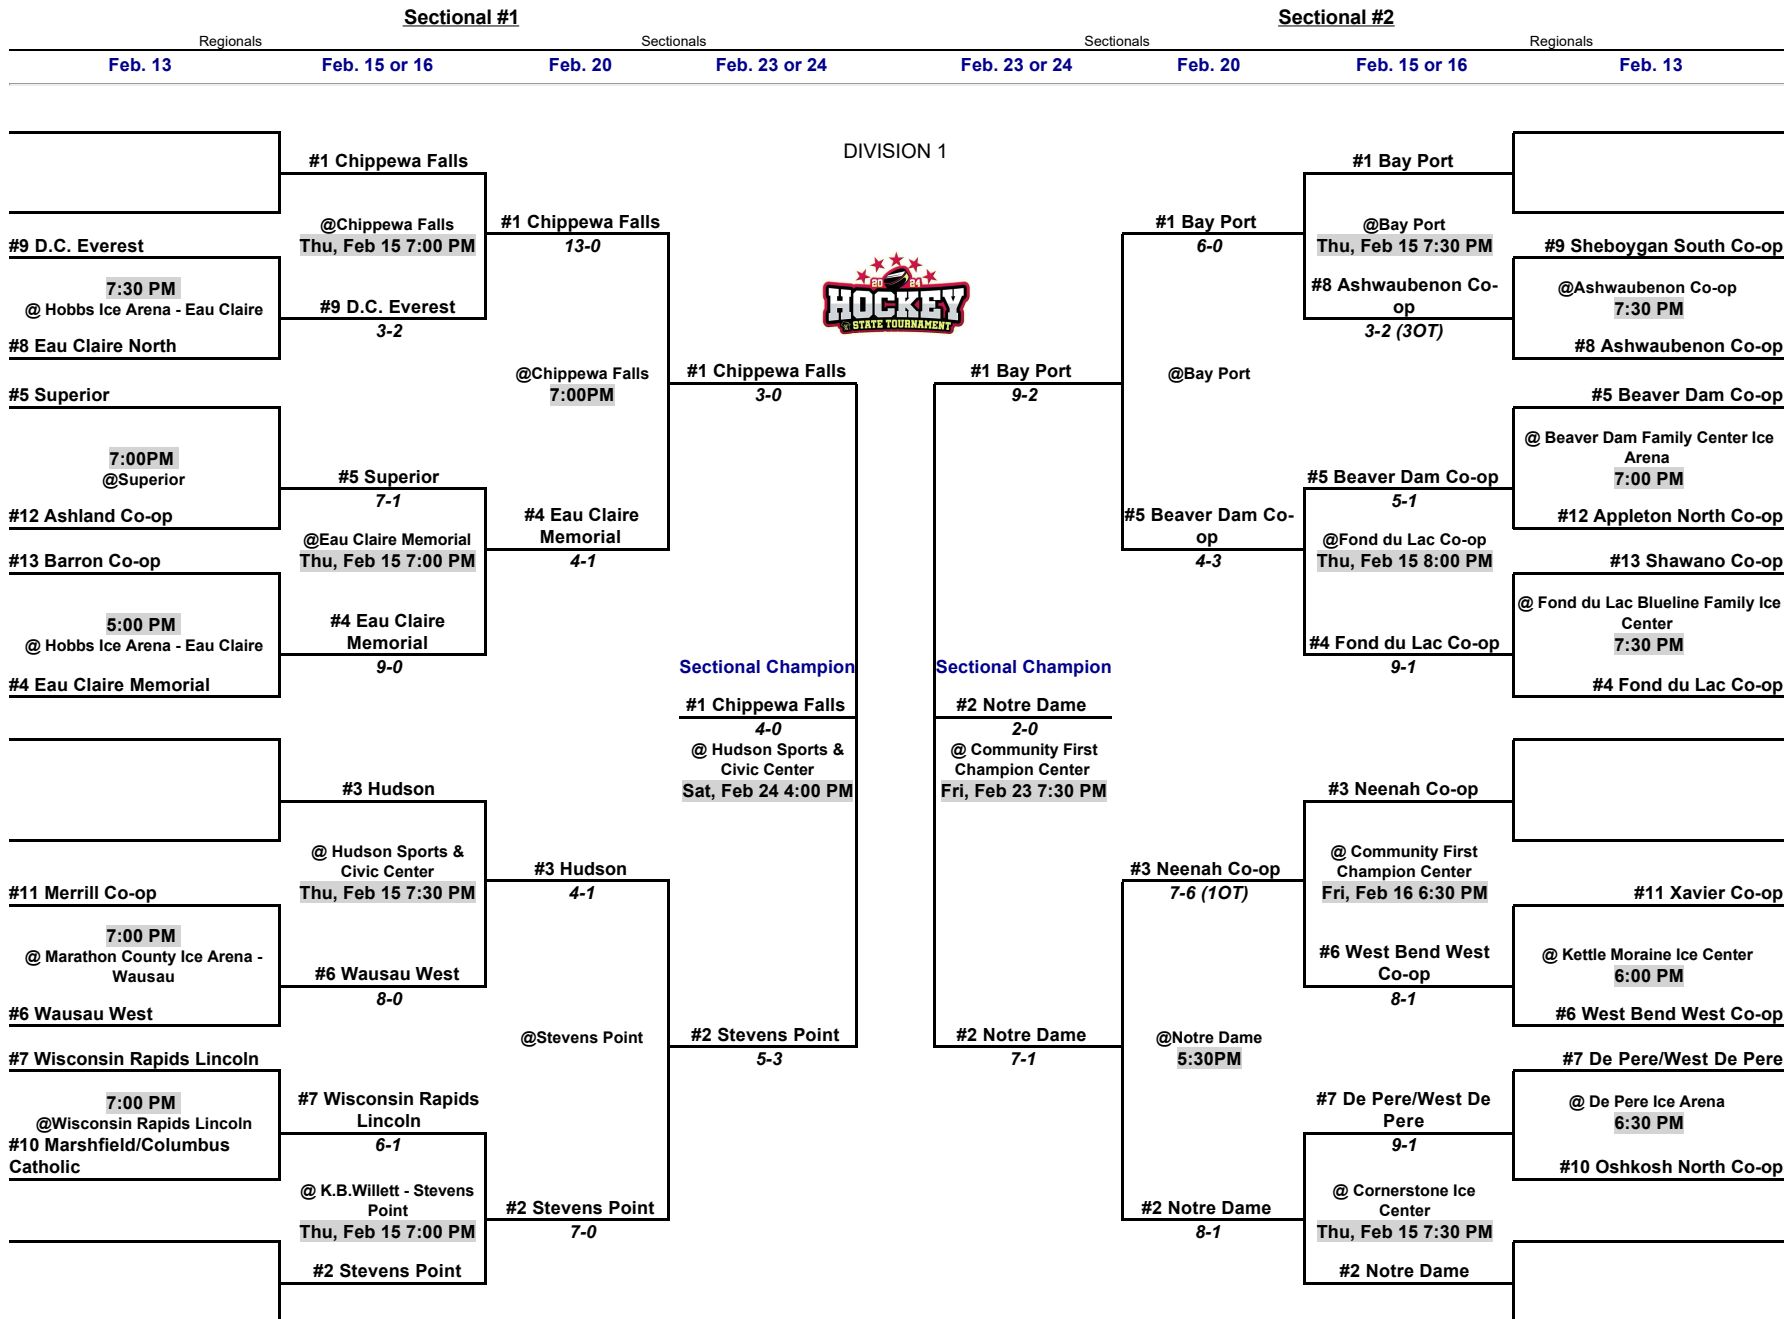 Sectional #1
Sectional #2
Regionals
Sectionals
Sectionals
Regionals
Feb. 13
Feb. 15 or 16
Feb. 20
Feb. 23 or 24
Feb. 23 or 24
Feb. 20
Feb. 15 or 16
Feb. 13
DIVISION 1
2024
HOCKEY
STATE TOURNAMENT
#9 D.C. Everest
7:30 PM
@ Hobbs Ice Arena - Eau Claire
#8 Eau Claire North
#5 Superior
7:00PM
@Superior
#12 Ashland Co-op
#13 Barron Co-op
5:00 PM
@ Hobbs Ice Arena - Eau Claire
#4 Eau Claire Memorial
#11 Merrill Co-op
7:00 PM
@ Marathon County Ice Arena -
Wausau
#6 Wausau West
#7 Wisconsin Rapids Lincoln
7:00 PM
@Wisconsin Rapids Lincoln
#10 Marshfield/Columbus
Catholic
#1 Chippewa Falls
@Chippewa Falls
Thu, Feb 15 7:00 PM
#9 D.C. Everest
3-2
#5 Superior
7-1
@Eau Claire Memorial
Thu, Feb 15 7:00 PM
#4 Eau Claire
Memorial
9-0
#3 Hudson
@ Hudson Sports &
Civic Center
Thu, Feb 15 7:30 PM
#6 Wausau West
8-0
#7 Wisconsin Rapids
Lincoln
6-1
@ K.B.Willett - Stevens
Point
Thu, Feb 15 7:00 PM
#2 Stevens Point
#1 Chippewa Falls
13-0
@Chippewa Falls
7:00PM
#4 Eau Claire
Memorial
4-1
#3 Hudson
4-1
@Stevens Point
#2 Stevens Point
7-0
#1 Chippewa Falls
3-0
Sectional Champion
#1 Chippewa Falls
4-0
@ Hudson Sports &
Civic Center
Sat, Feb 24 4:00 PM
#2 Stevens Point
5-3
#1 Bay Port
9-2
Sectional Champion
#2 Notre Dame
2-0
@ Community First
Champion Center
Fri, Feb 23 7:30 PM
#2 Notre Dame
7-1
#1 Bay Port
6-0
@Bay Port
#5 Beaver Dam Co-
op
4-3
#3 Neenah Co-op
7-6 (1OT)
@Notre Dame
5:30PM
#2 Notre Dame
8-1
#1 Bay Port
@Bay Port
Thu, Feb 15 7:30 PM
#8 Ashwaubenon Co-
op
3-2 (3OT)
#5 Beaver Dam Co-op
5-1
@Fond du Lac Co-op
Thu, Feb 15 8:00 PM
#4 Fond du Lac Co-op
9-1
#3 Neenah Co-op
@ Community First
Champion Center
Fri, Feb 16 6:30 PM
#6 West Bend West
Co-op
8-1
#7 De Pere/West De
Pere
9-1
@ Cornerstone Ice
Center
Thu, Feb 15 7:30 PM
#2 Notre Dame
#9 Sheboygan South Co-op
@Ashwaubenon Co-op
7:30 PM
#8 Ashwaubenon Co-op
#5 Beaver Dam Co-op
@ Beaver Dam Family Center Ice
Arena
7:00 PM
#12 Appleton North Co-op
#13 Shawano Co-op
@ Fond du Lac Blueline Family Ice
Center
7:30 PM
#4 Fond du Lac Co-op
#11 Xavier Co-op
@ Kettle Moraine Ice Center
6:00 PM
#6 West Bend West Co-op
#7 De Pere/West De Pere
@ De Pere Ice Arena
6:30 PM
#10 Oshkosh North Co-op